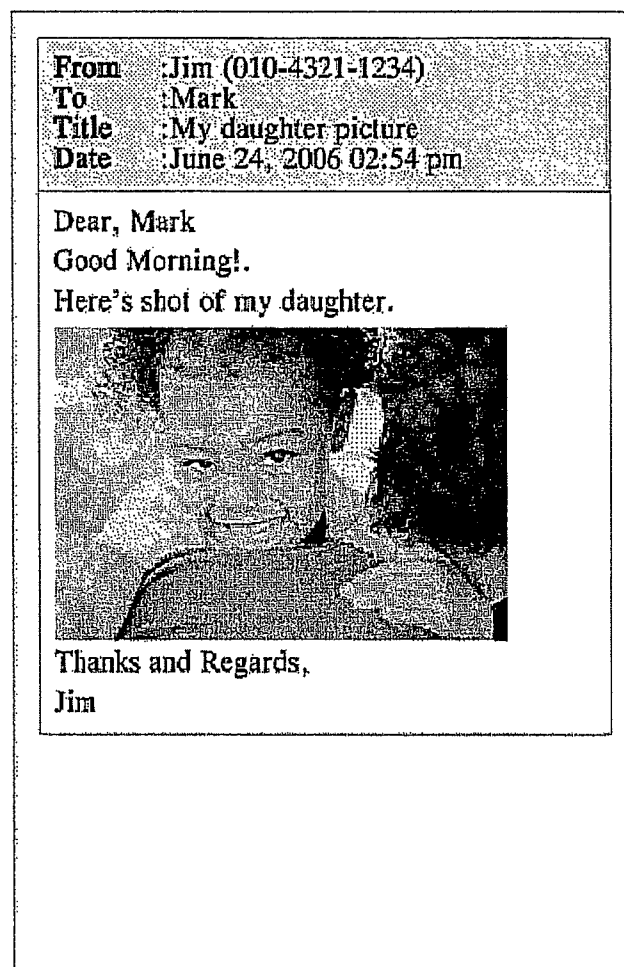 From :Jim (010-4321-1234)
To :Mark
Title :My daughter picture
Date :June 24, 2006 02:54 pm
Dear, Mark
Good Morning!.
Here's shot of my daughter.
Thanks and Regards,
Jim